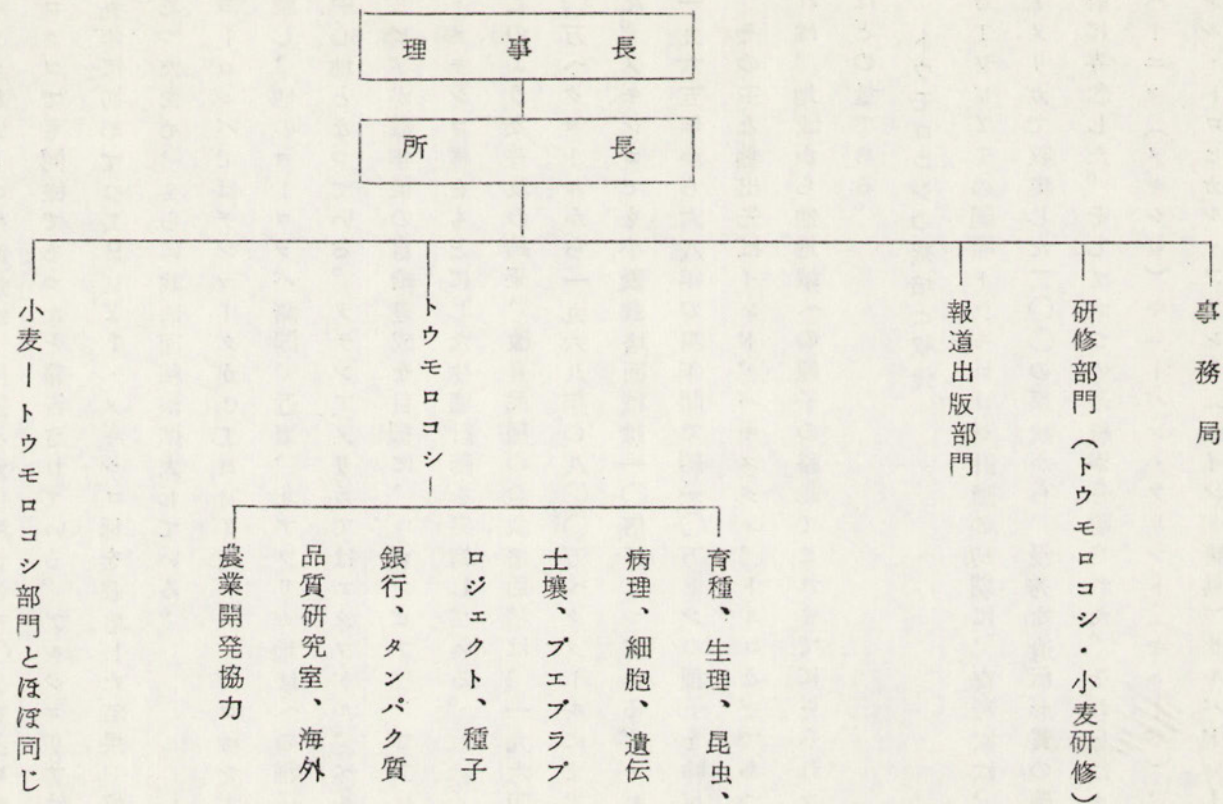 理事長
所長
事務局
研修部門（トウモロコシ・小麦研修）
報道出版部門
トウモロコシ
育種、生理、昆虫、
病理、細胞、遺伝
土壌、プエブラプ
ロジェクト、種子
銀行、タンパク質
品質研究室、海外
農業開発協力
小麦ートウモロコシ部門とほぼ同じ